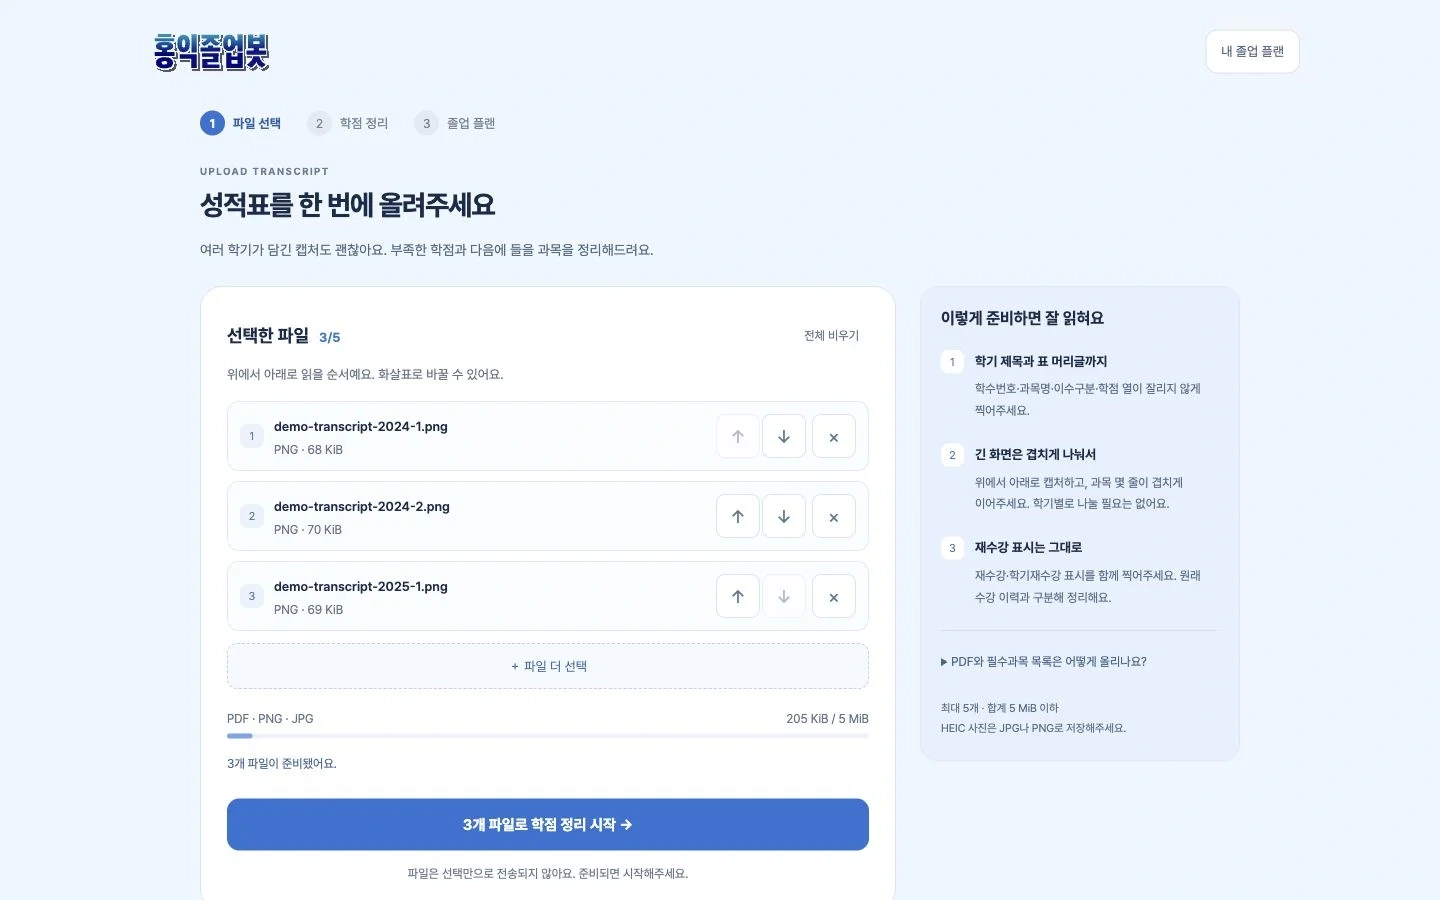 홍익졸업봇
내 졸업 플랜
1 파일 선택 2 학점 정리 3 졸업 플랜
UPLOAD TRANSCRIPT
성적표를 한 번에 올려주세요
여러 학기가 담긴 캡처도 괜찮아요. 부족한 학점과 다음에 들을 과목을 정리해드려요.
선택한 파일 3/5
전체 비우기
위에서 아래로 읽을 순서예요. 화살표로 바꿀 수 있어요.
1 demo-transcript-2024-1.png
PNG · 68 KiB
↑ ↓ ×
2 demo-transcript-2024-2.png
PNG · 70 KiB
↑ ↓ ×
3 demo-transcript-2025-1.png
PNG · 69 KiB
↑ ↓ ×
+ 파일 더 선택
PDF · PNG · JPG
205 KiB / 5 MiB
3개 파일이 준비됐어요.
3개 파일로 학점 정리 시작 →
파일은 선택만으로 전송되지 않아요. 준비되면 시작해주세요.
이렇게 준비하면 잘 읽혀요
1 학기 제목과 표 머리글까지
학수번호·과목명·이수구분·학점 열이 잘리지 않게
찍어주세요.
2 긴 화면은 겹치게 나눠서
위에서 아래로 캡처하고, 과목 몇 줄이 겹치게
이어주세요. 학기별로 나눌 필요는 없어요.
3 재수강 표시는 그대로
재수강·학기재수강 표시를 함께 찍어주세요. 원래
수강 이력과 구분해 정리해요.
▶ PDF와 필수과목 목록은 어떻게 올리나요?
최대 5개 · 합계 5 MiB 이하
HEIC 사진은 JPG나 PNG로 저장해주세요.